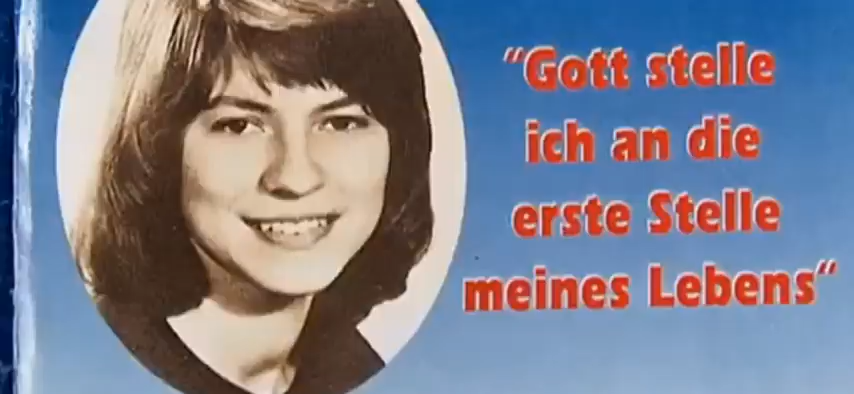 “Gott stelle
ich an die
erste Stelle
meines Lebens“